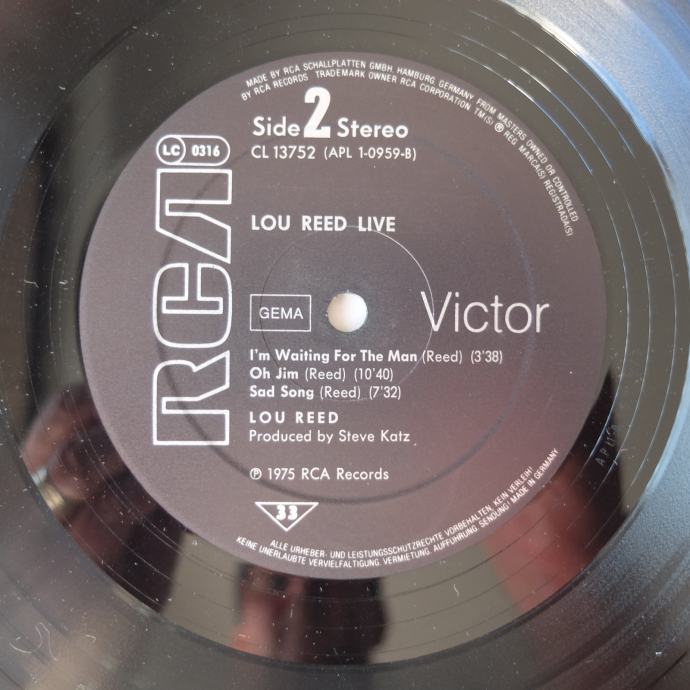 MADE BY RCA SCHALLPLATTEN GMBH. HAMBURG, GERMANY FROM MASTERS OWNED OR CONTROLLED
BY RCA RECORDS TRADEMARK OWNER RCA CORPORATION TM(S) ® REG. MARCA(S) REGISTRADA(S)
Side 2 Stereo
LC 0316
CL 13752 (APL 1-0959-B)
RCA
LOU REED LIVE
GEMA
Victor
I'm Waiting For The Man (Reed) (3'38)
Oh Jim (Reed) (10'40)
Sad Song (Reed) (7'32)
LOU REED
Produced by Steve Katz
℗ 1975 RCA Records
33
ALLE URHEBER- UND LEISTUNGSSCHUTZRECHTE VORBEHALTEN. KEIN VERLEIH!
KEINE UNERLAUBTE VERVIELFALTIGUNG. VERMIETUNG. AUFFUHRUNG. SENDUNG! MADE IN GERMANY